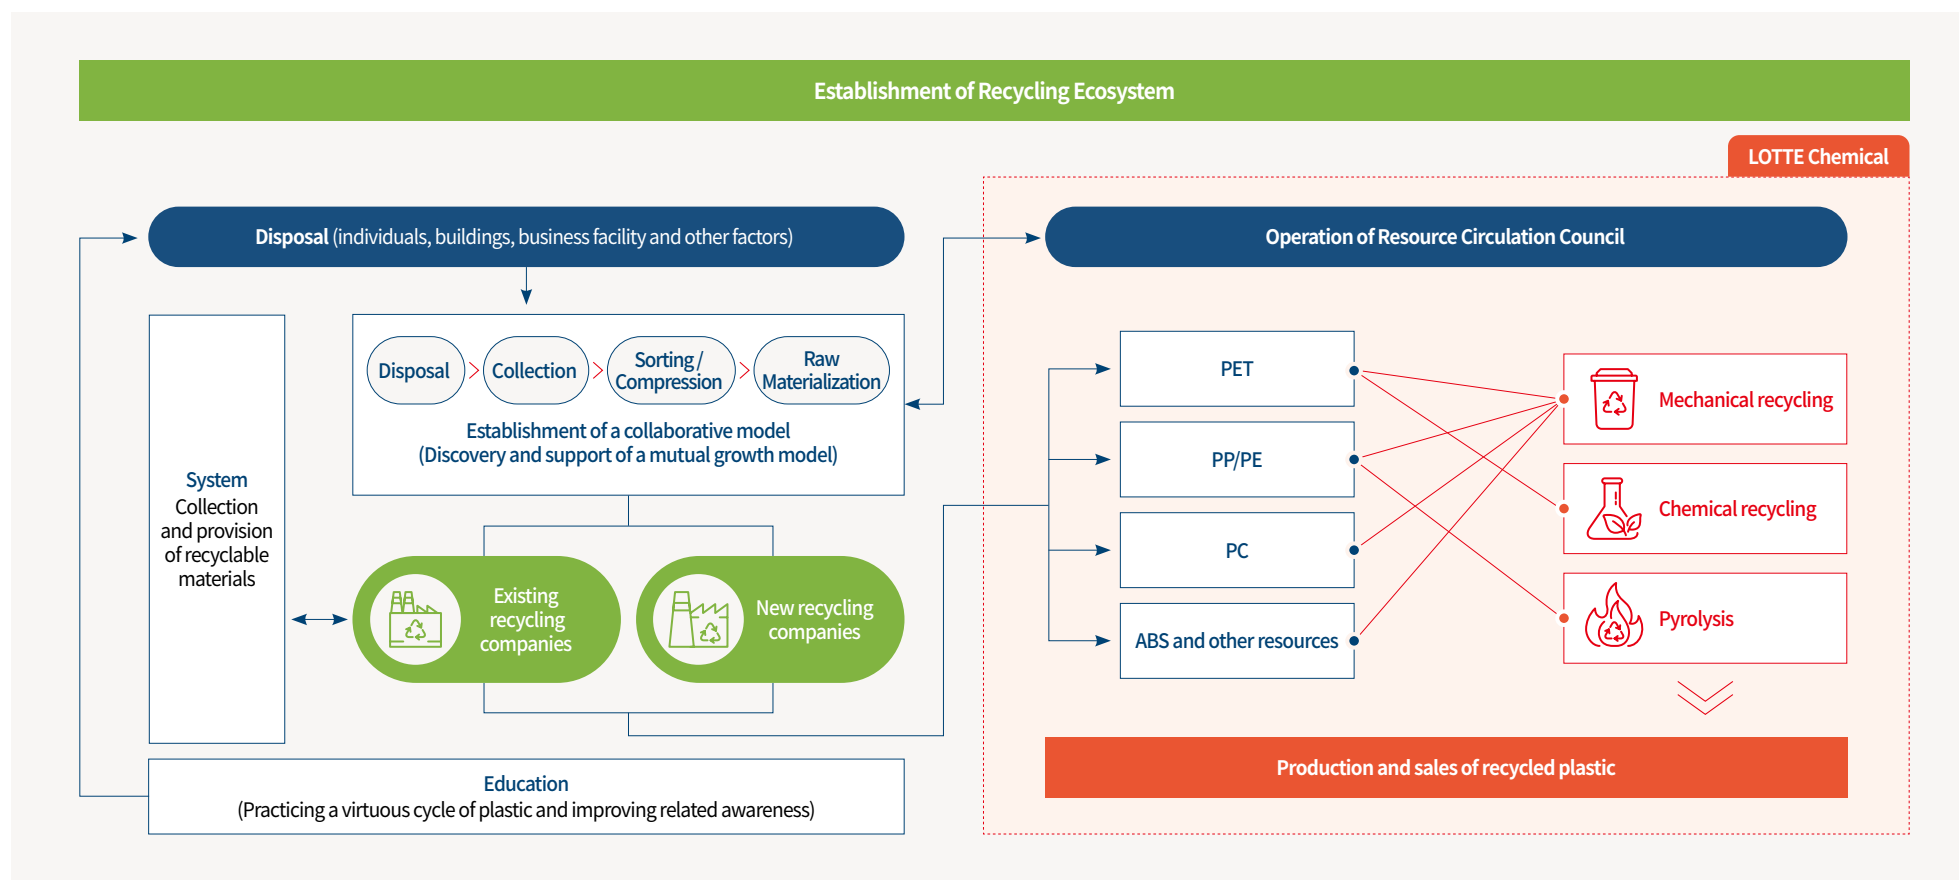 Establishment of Recycling Ecosystem
LOTTE Chemical
Disposal (individuals, buildings, business facility and other factors)
Operation of Resource Circulation Council
Disposal
Collection
Sorting /
Compression
Raw
Materialization
Establishment of a collaborative model
(Discovery and support of a mutual growth model)
System
Collection
and provision
of recyclable
materials
Existing
recycling
companies
New recycling
companies
Education
(Practicing a virtuous cycle of plastic and improving related awareness)
PET
PP/PE
PC
ABS and other resources
Mechanical recycling
Chemical recycling
Pyrolysis
Production and sales of recycled plastic